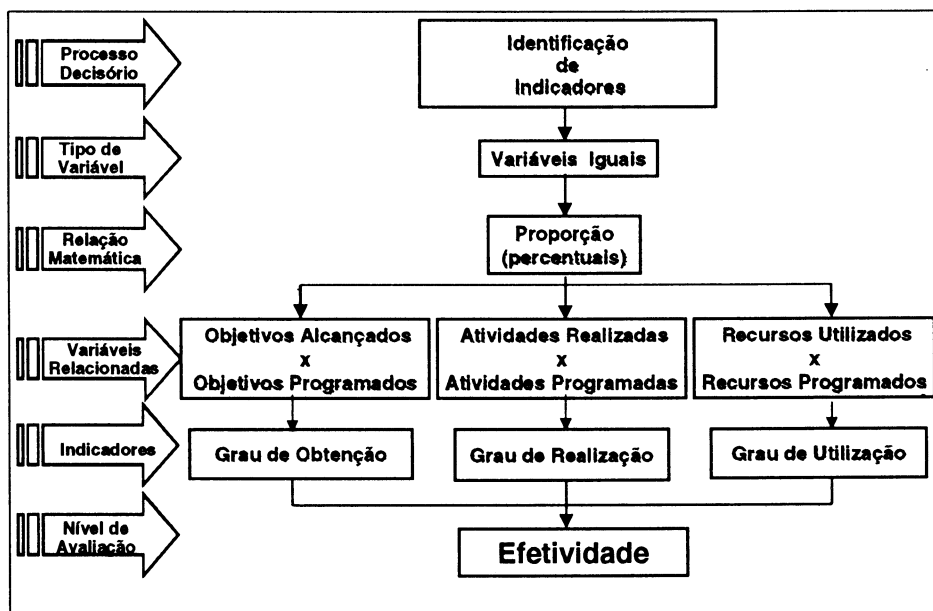 Processo
Decisório
Identificação
de
Indicadores
Tipo de
Variável
Variáveis Iguais
Relação
Matemática
Proporção
(percentuais)
Variáveis
Relacionadas
Objetivos Alcançados
x
Objetivos Programados
Atividades Realizadas
x
Atividades Programadas
Recursos Utilizados
x
Recursos Programados
Indicadores
Grau de Obtenção
Grau de Realização
Grau de Utilização
Nível de
Avaliação
Efetividade